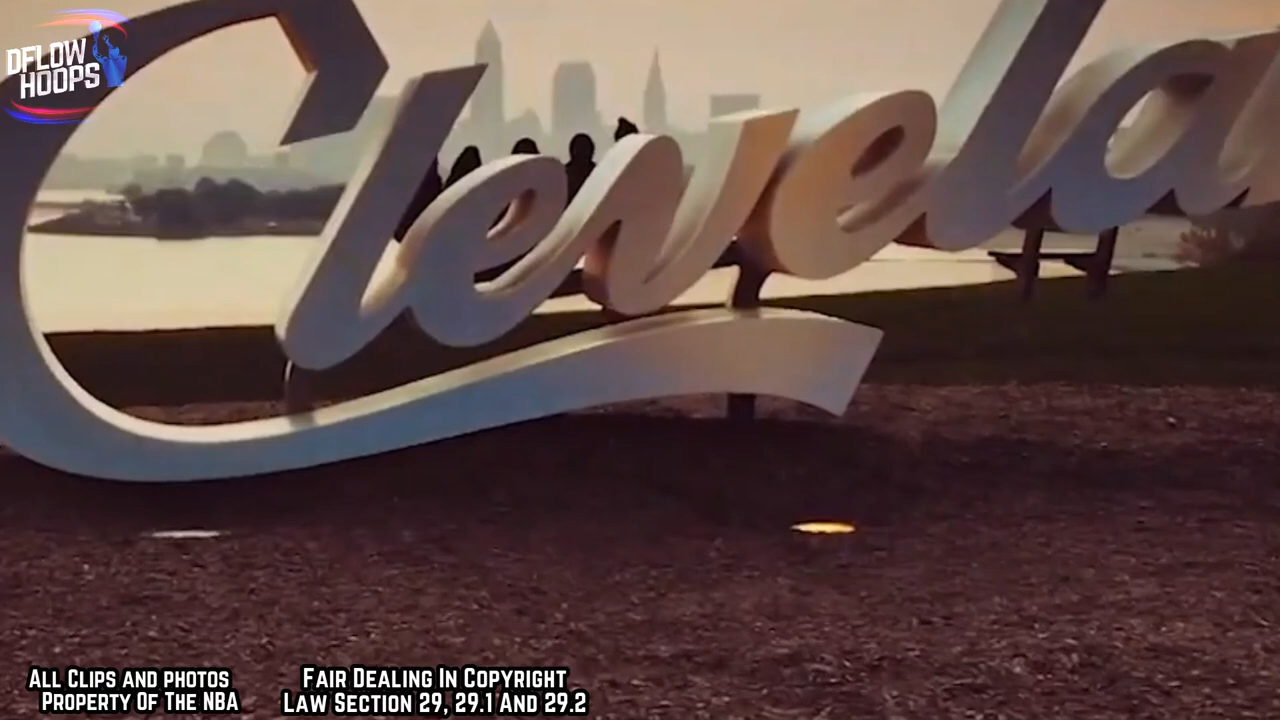 DFLOW
HOOPS
Clevela
ALL CLIPS AND PHOTOS
PROPERTY OF THE NBA
FAIR DEALING IN COPYRIGHT
LAW SECTION 29, 29.1 AND 29.2